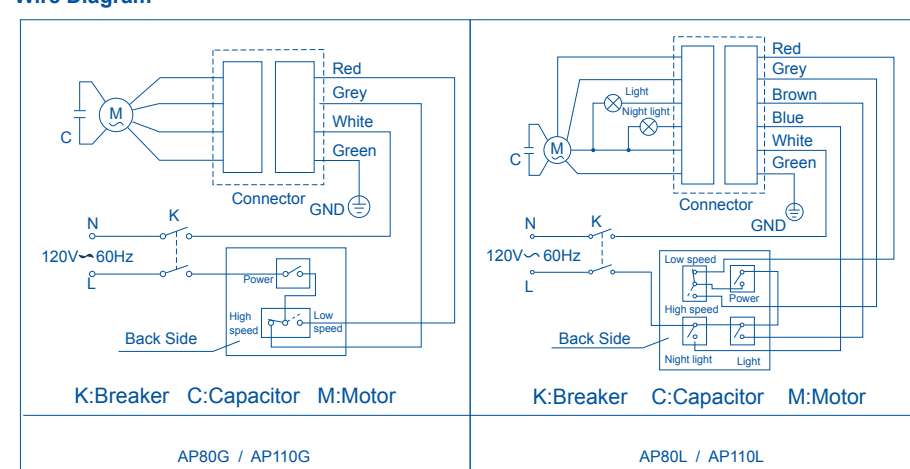 Wire Diagram
Red
Grey
White
Green
M
C
Connector
GND
N
K
120V~60Hz
L
Power
High speed
Low speed
Back Side
K:Breaker C:Capacitor M:Motor
AP80G / AP110G
Red
Grey
Brown
Blue
White
Green
Light
Night light
M
C
Connector
GND
N
K
120V~60Hz
L
Low speed
Power
High speed
Back Side
Night light
Light
K:Breaker C:Capacitor M:Motor
AP80L / AP110L